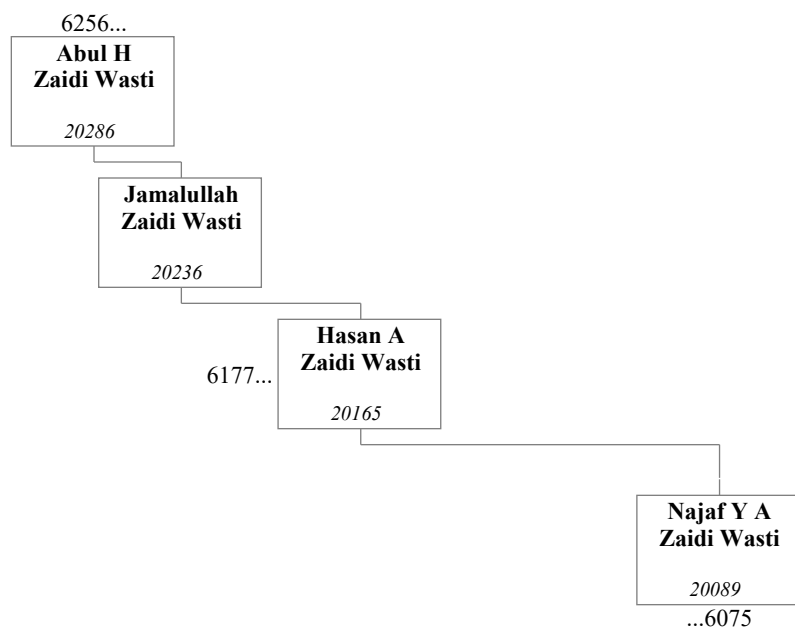 6256...
Abul H
Zaidi Wasti
20286
Jamalullah
Zaidi Wasti
20236
Hasan A
Zaidi Wasti
6177...
20165
Najaf Y A
Zaidi Wasti
20089
...6075